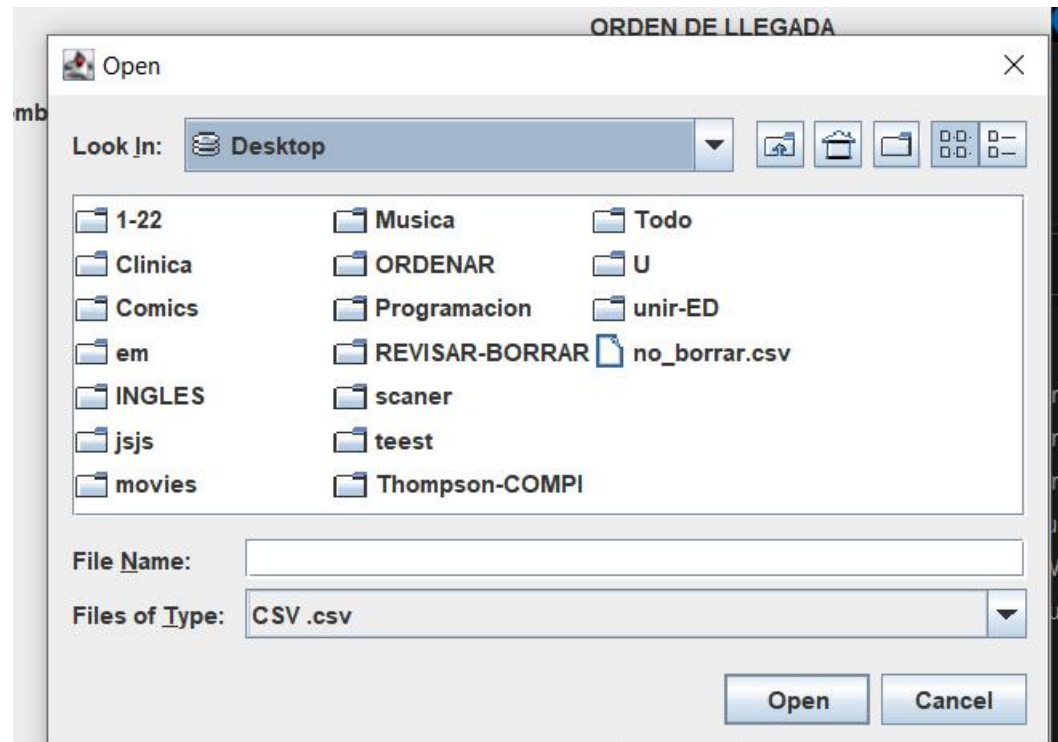 ORDEN DE LLEGADA
Open
omb
Look In: Desktop
1-22 Musica Todo
Clinica ORDENAR U
Comics Programacion unir-ED
em REVISAR-BORRAR no_borrar.csv
INGLES scaner
jsjs teest
movies Thompson-COMPI
File Name:
Files of Type: CSV .csv
Open Cancel